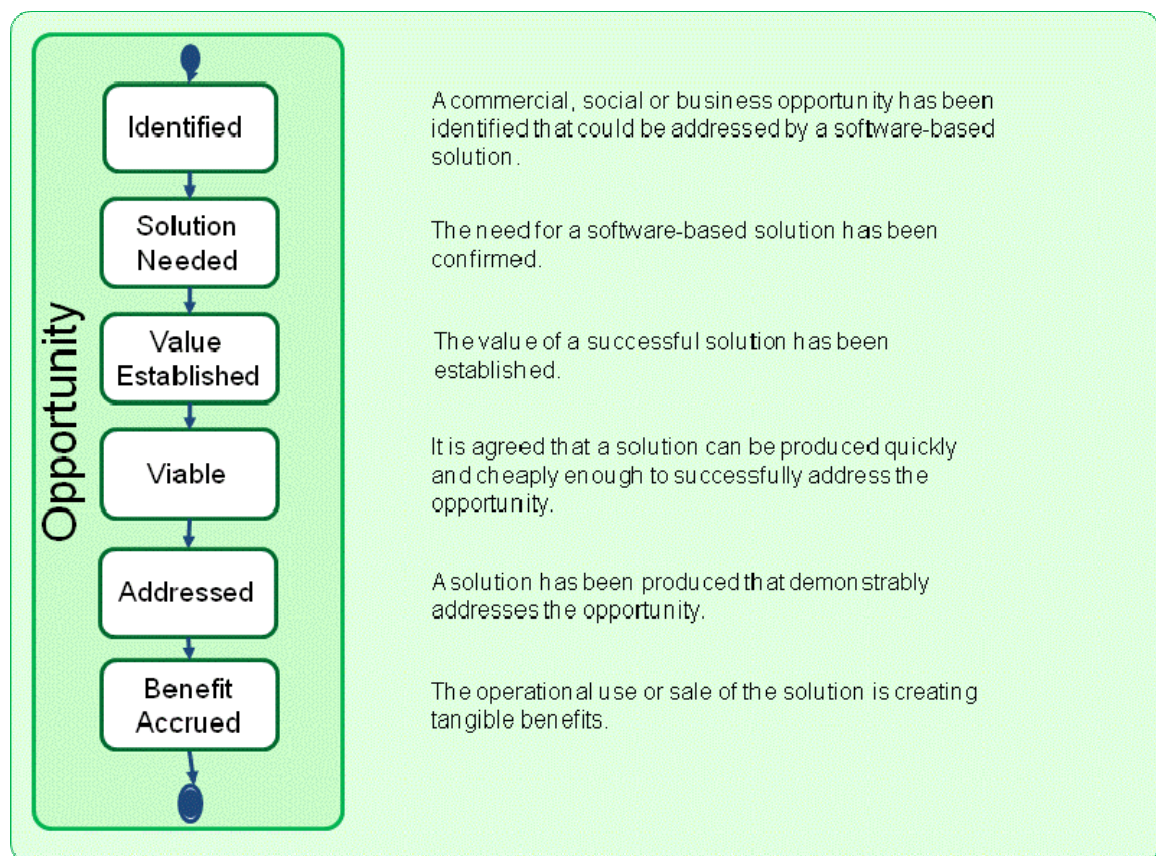 Opportunity
Identified
A commercial, social or business opportunity has been
identified that could be addressed by a software-based
solution.
Solution
Needed
The need for a software-based solution has been
confirmed.
Value
Established
The value of a successful solution has been
established.
Viable
It is agreed that a solution can be produced quickly
and cheaply enough to successfully address the
opportunity.
Addressed
A solution has been produced that demonstrably
addresses the opportunity.
Benefit
Accrued
The operational use or sale of the solution is creating
tangible benefits.